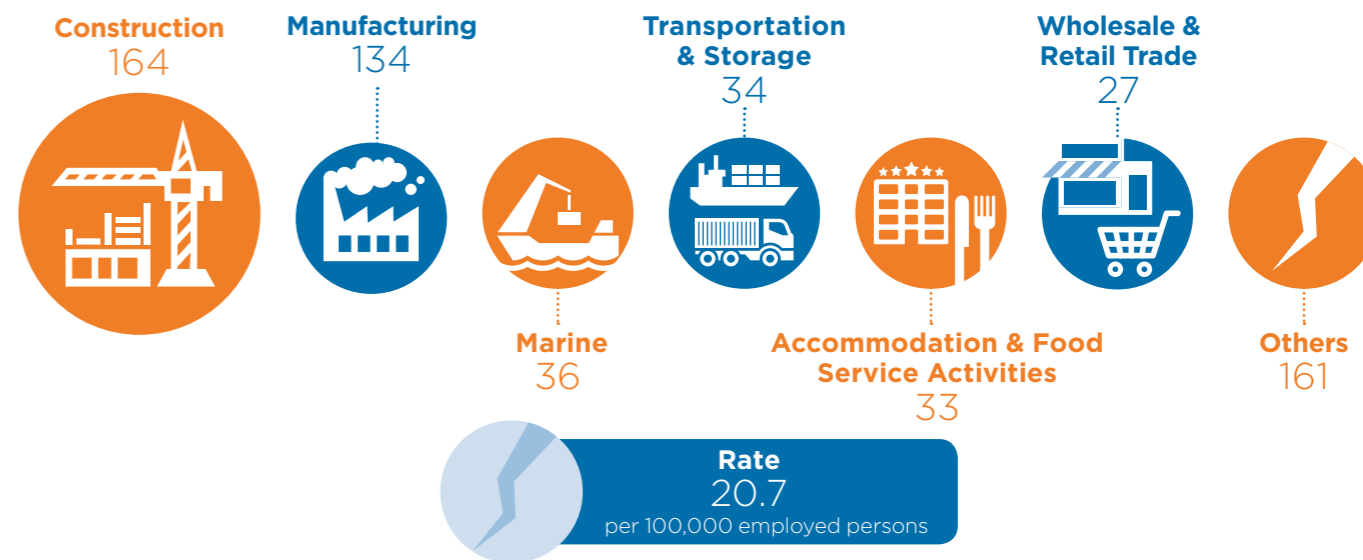 Construction
164
Manufacturing
134
Marine
36
Transportation
& Storage
34
Accommodation & Food
Service Activities
33
Wholesale &
Retail Trade
27
Others
161
Rate
20.7
per 100,000 employed persons